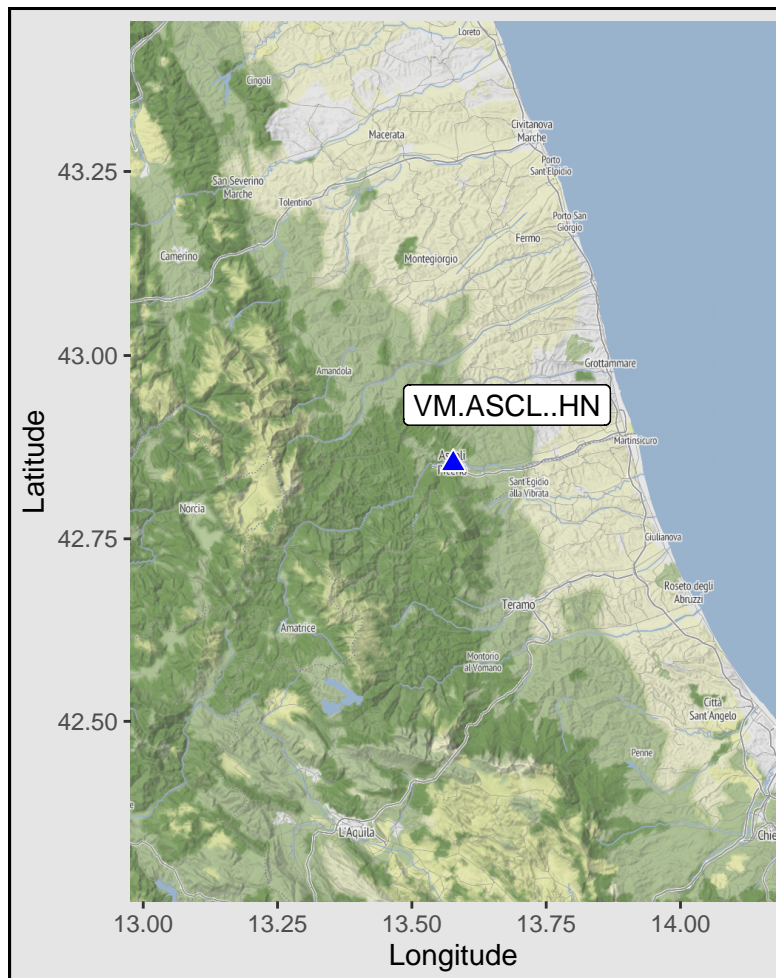 Loreto
Cingoli
43.25
Macerata
Civitanova
Marche
Porto
Sant'Elpidio
San Severino
Marche
Tolentino
Porto San
Giorgio
Fermo
Camerino
Montegiorgio
43.00
Amandola
Grottammare
VM.ASCL..HN
Martinsicuro
Sant'Egidio
alla Vibrata
Norcia
Latitude
42.75
Giulianova
Roseto degli
Abruzzi
Teramo
Amatrice
Montorio
al Vomano
Città
Sant'Angelo
42.50
Penne
L'Aquila
Chie
13.00 13.25 13.50 13.75 14.00
Longitude